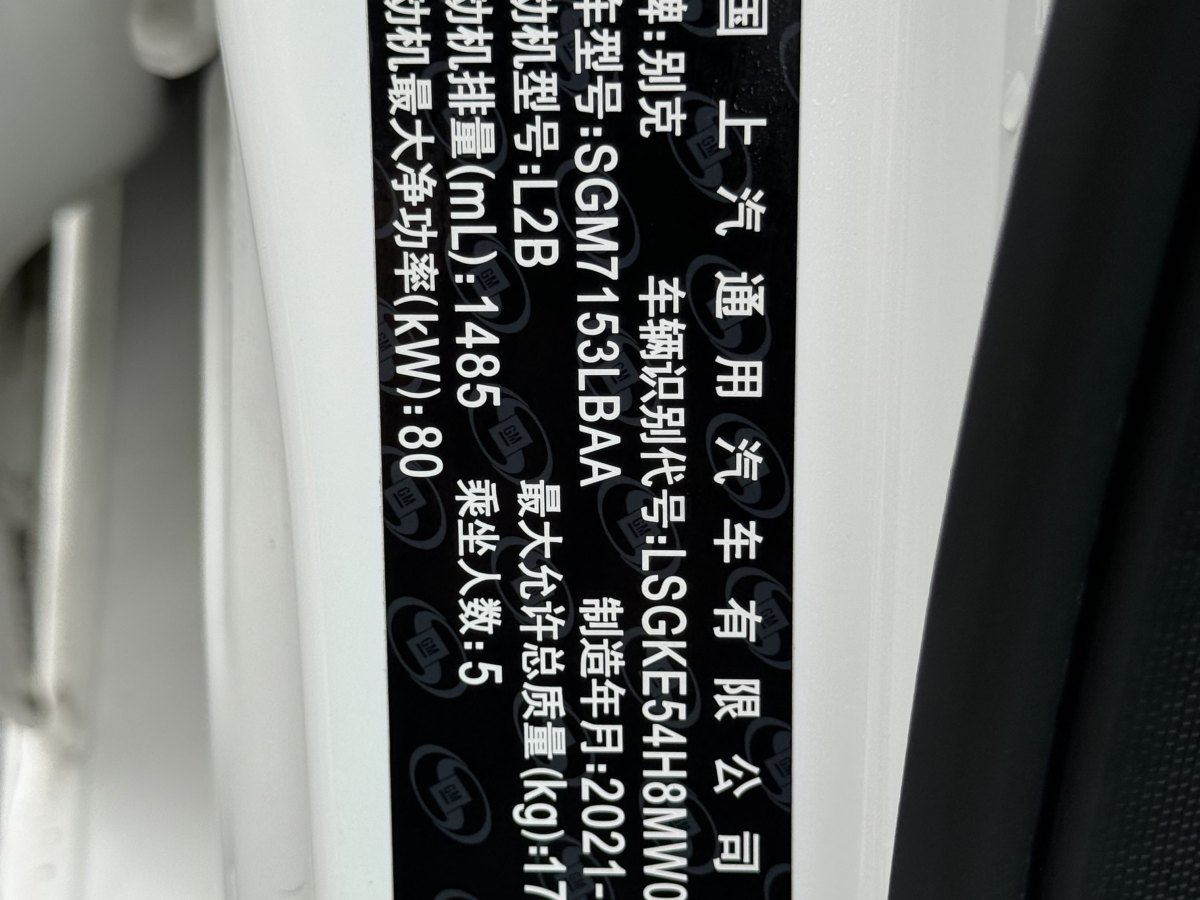 国上汽通用汽车有限公司
牌:别克 车辆识别代号:LSGKE54H8MW0
车型号:SGM7153LBAA 制造年月:2021-
动机型号:L2B 最大允许总质量(kg):17
动机排量(mL):1485 乘坐人数:5
动机最大净功率(kW):80
GM